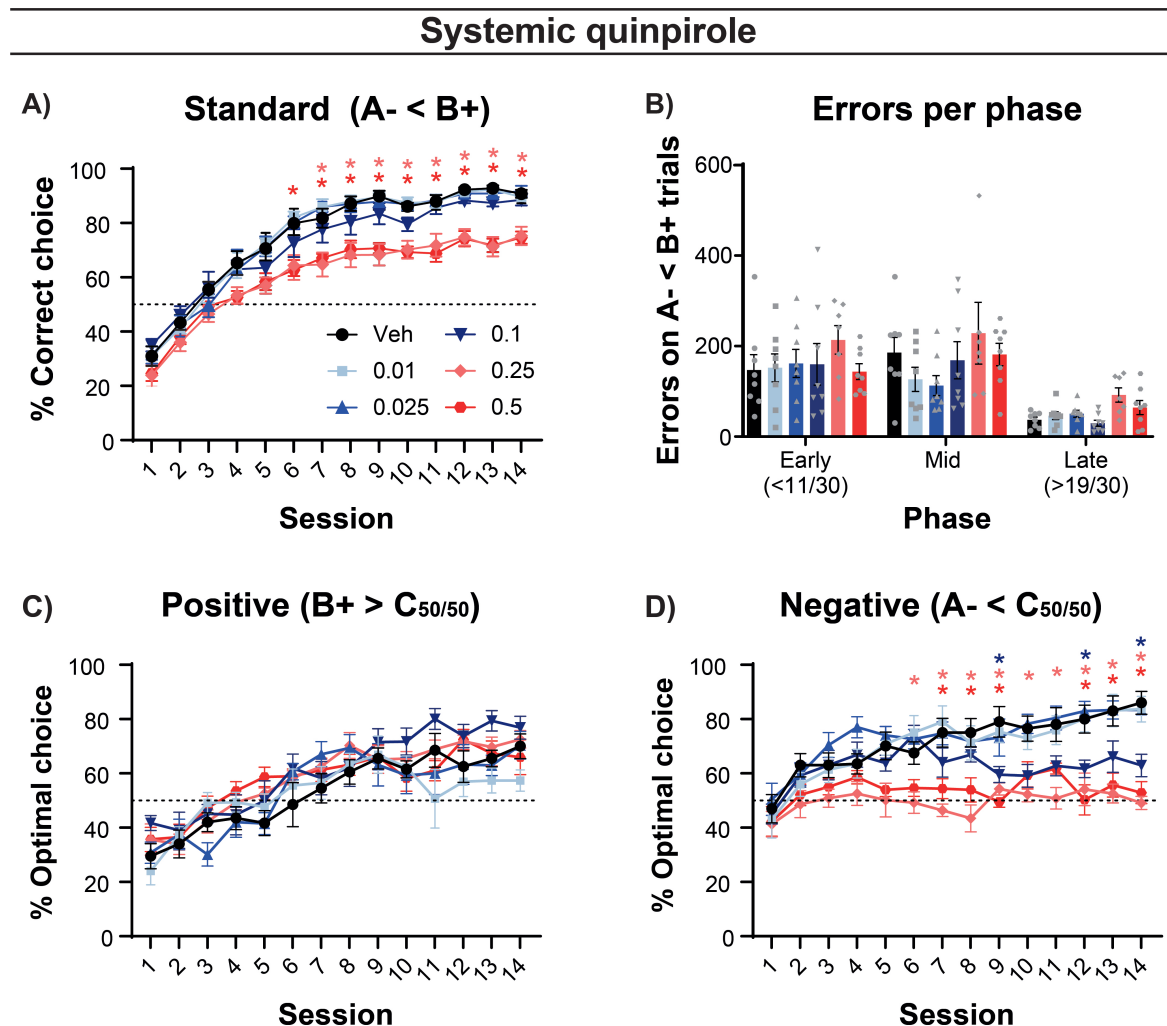 Systemic quinpirole
A) Standard (A- < B+)
% Correct choice
100
80
60
40
20
0
Veh
0.01
0.025
0.1
0.25
0.5
* * * * * * * *
* * * * * * * * *
1 2 3 4 5 6 7 8 9 10 11 12 13 14
Session
B) Errors per phase
Errors on A- < B+ trials
600
400
200
0
Early
(<11/30)
Mid
Late
(>19/30)
Phase
C) Positive (B+ > C50/50)
% Optimal choice
100
80
60
40
20
0
1 2 3 4 5 6 7 8 9 10 11 12 13 14
Session
D) Negative (A- < C50/50)
% Optimal choice
100
80
60
40
20
0
* * *
* * * * * * * * *
* * * * * *
1 2 3 4 5 6 7 8 9 10 11 12 13 14
Session